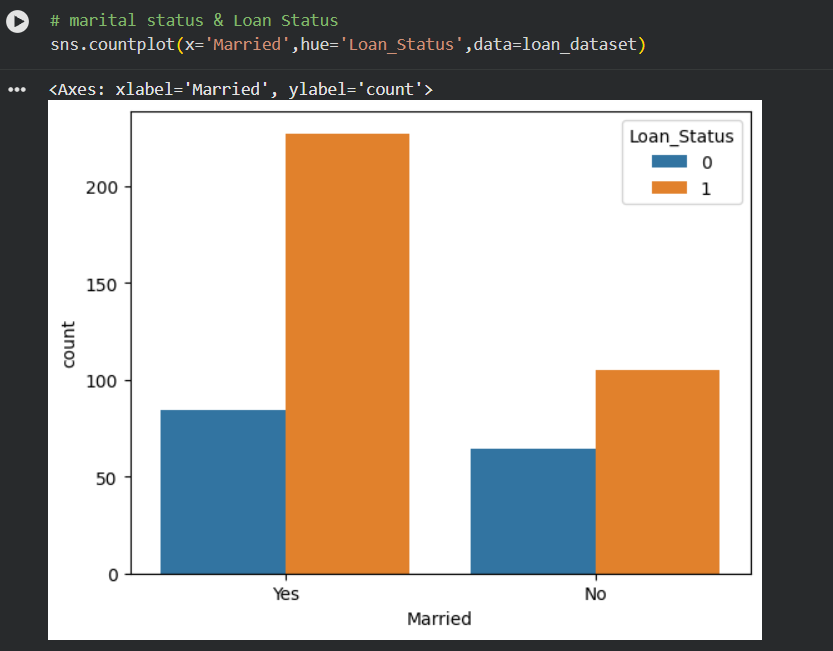 # marital status & Loan Status
sns.countplot(x='Married',hue='Loan_Status',data=loan_dataset)
<Axes: xlabel='Married', ylabel='count'>
Loan_Status
0
1
200
150
100
50
0
count
Yes
No
Married